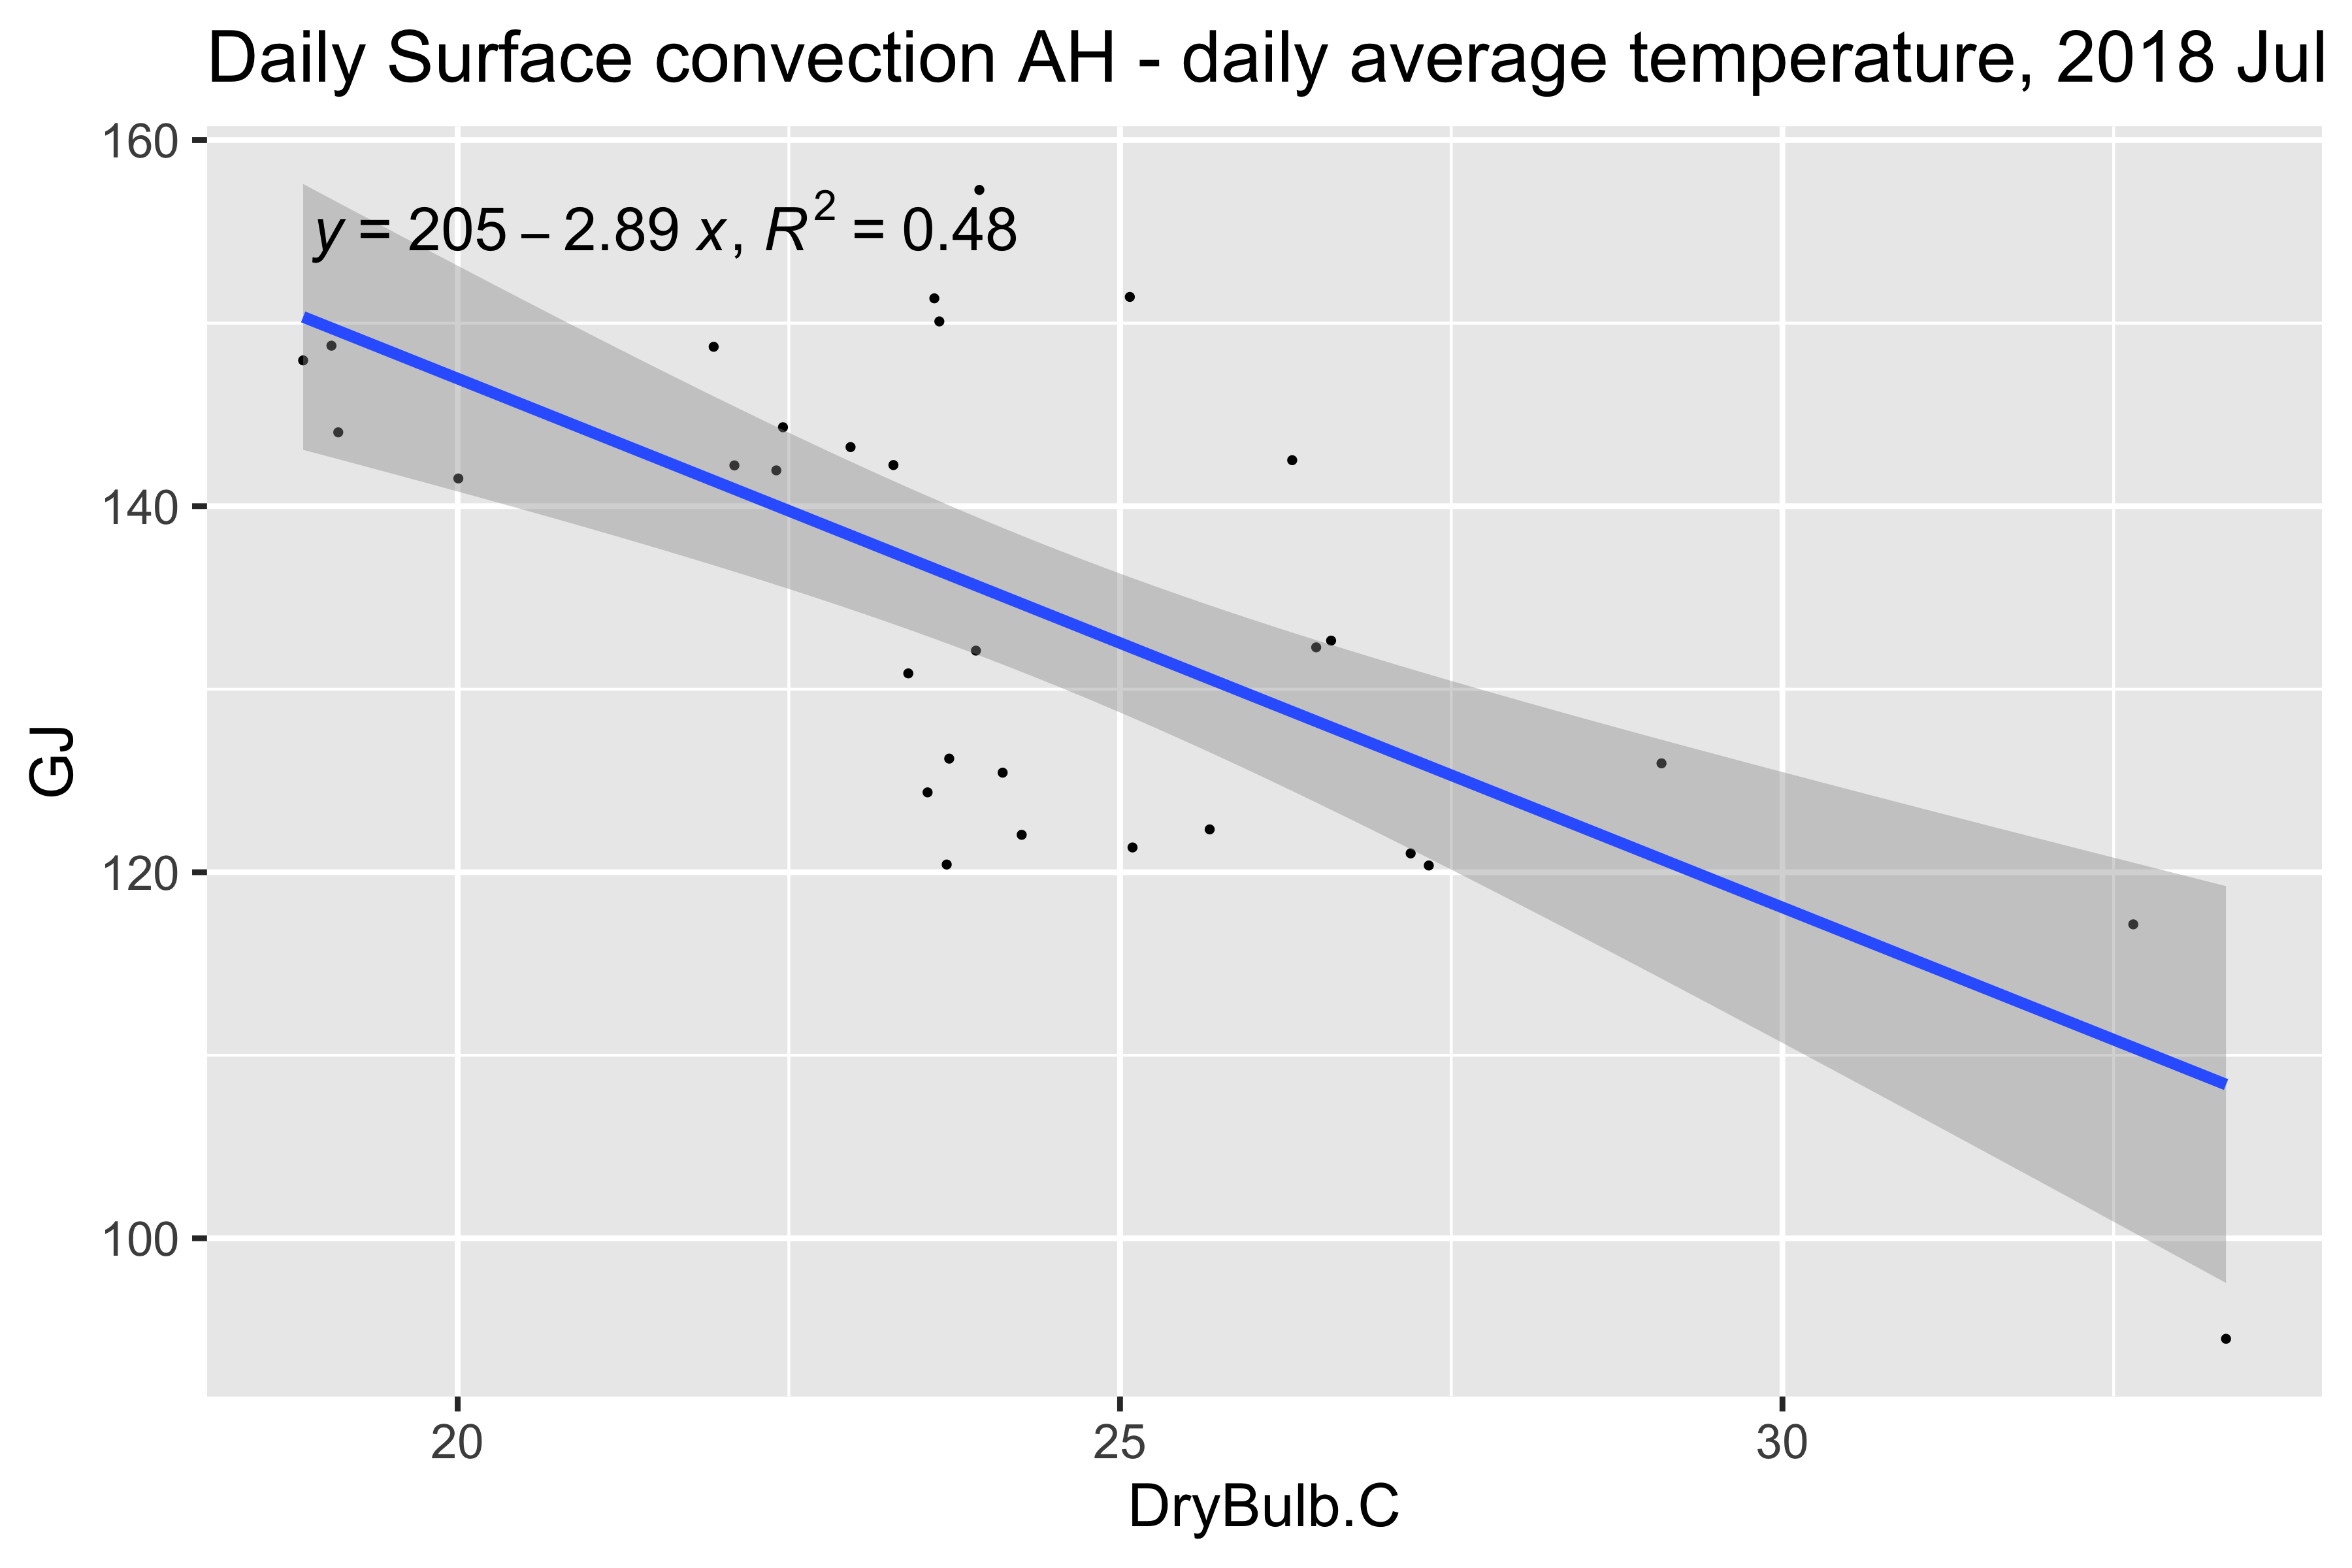 Daily Surface convection AH - daily average temperature, 2018 Jul
160
y = 205 – 2.89 x, R² = 0.48
140
GJ
120
100
20 25 30
DryBulb.C